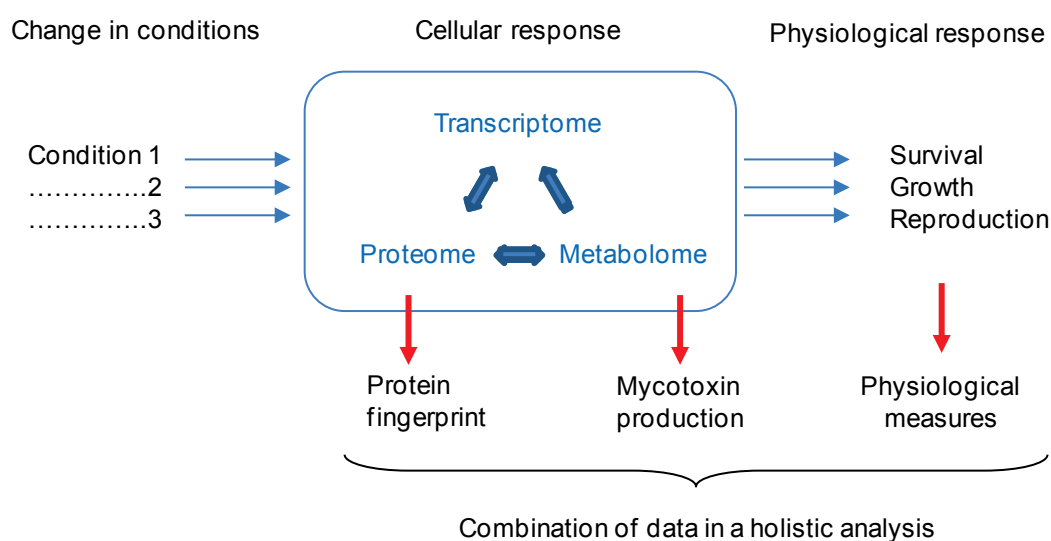 Change in conditions
Cellular response
Physiological response
Transcriptome
Condition 1
…………..2
…………..3
Survival
Growth
Reproduction
Proteome
Metabolome
Protein
fingerprint
Mycotoxin
production
Physiological
measures
Combination of data in a holistic analysis